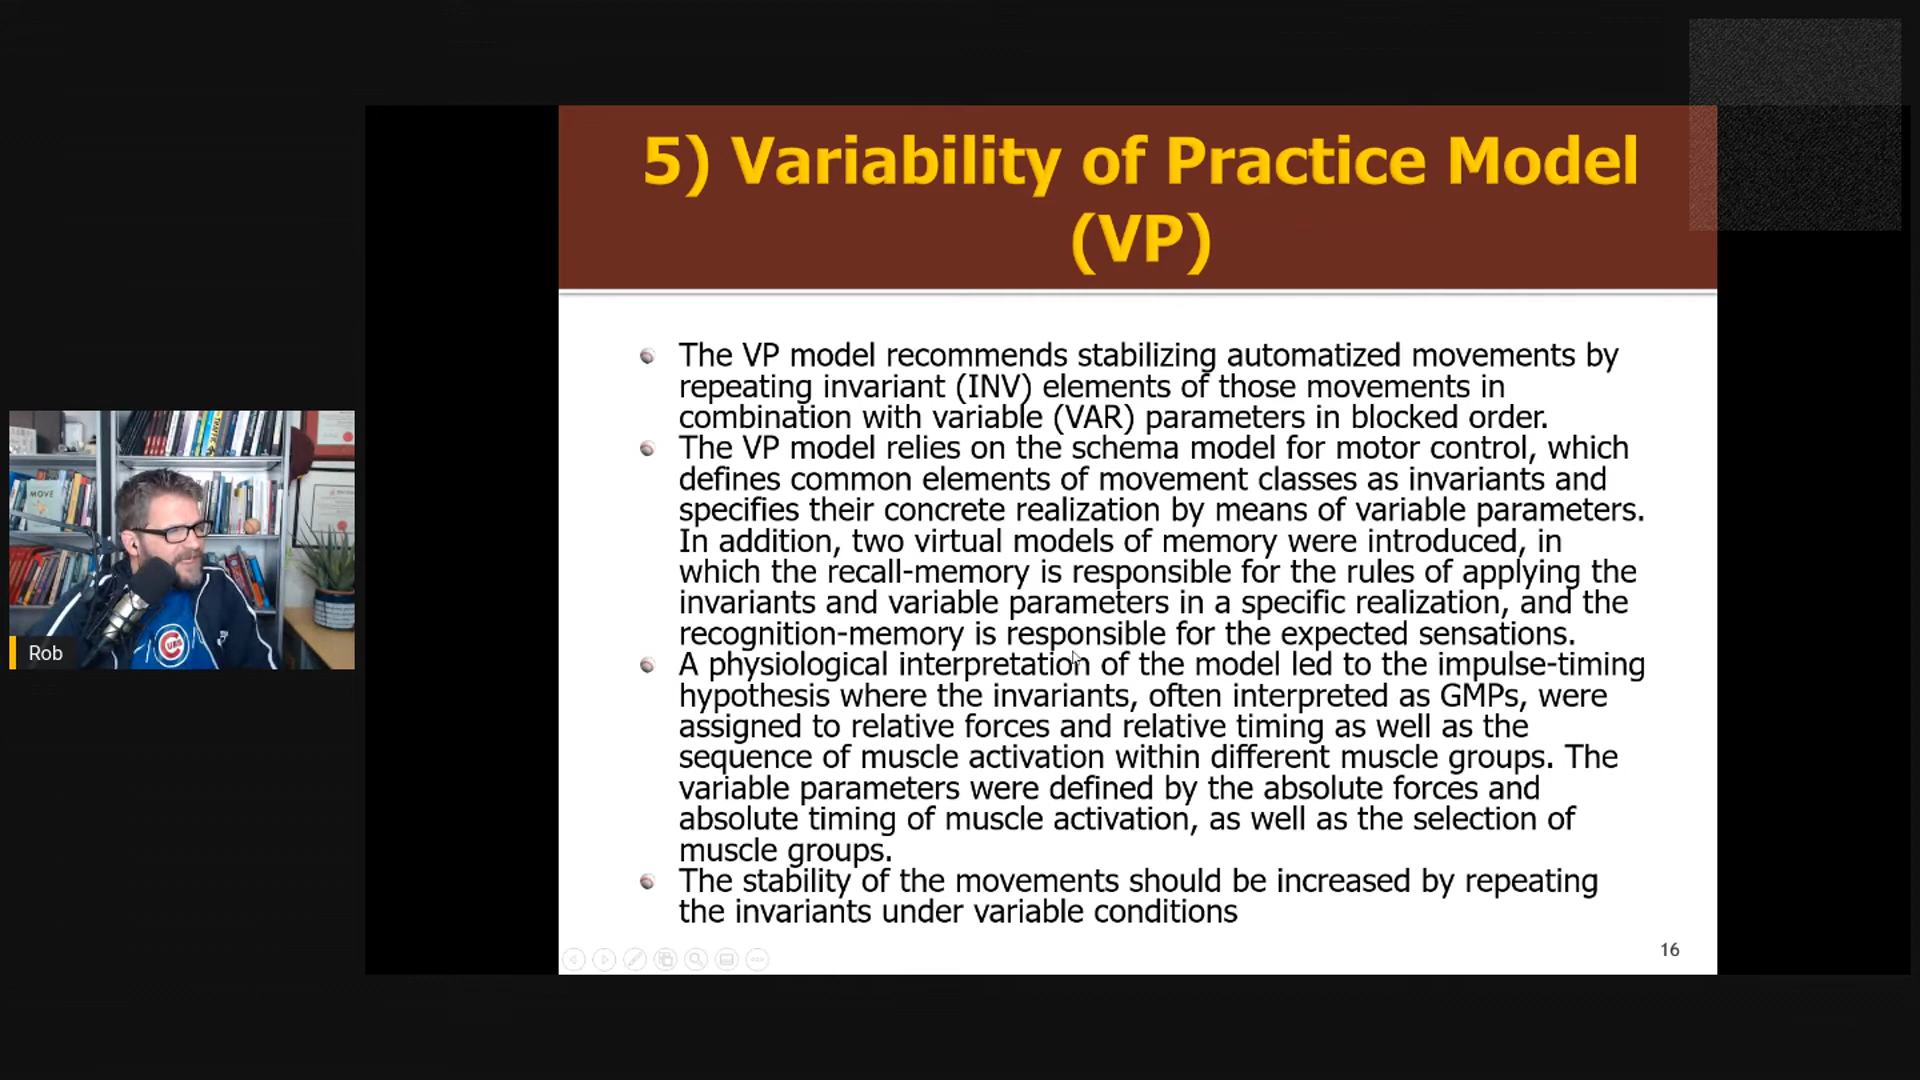 5) Variability of Practice Model
(VP)
The VP model recommends stabilizing automatized movements by
repeating invariant (INV) elements of those movements in
combination with variable (VAR) parameters in blocked order.
The VP model relies on the schema model for motor control, which
defines common elements of movement classes as invariants and
specifies their concrete realization by means of variable parameters.
In addition, two virtual models of memory were introduced, in
which the recall-memory is responsible for the rules of applying the
invariants and variable parameters in a specific realization, and the
recognition-memory is responsible for the expected sensations.
A physiological interpretation of the model led to the impulse-timing
hypothesis where the invariants, often interpreted as GMPs, were
assigned to relative forces and relative timing as well as the
sequence of muscle activation within different muscle groups. The
variable parameters were defined by the absolute forces and
absolute timing of muscle activation, as well as the selection of
muscle groups.
The stability of the movements should be increased by repeating
the invariants under variable conditions
16
MOVE
CUBS
Rob